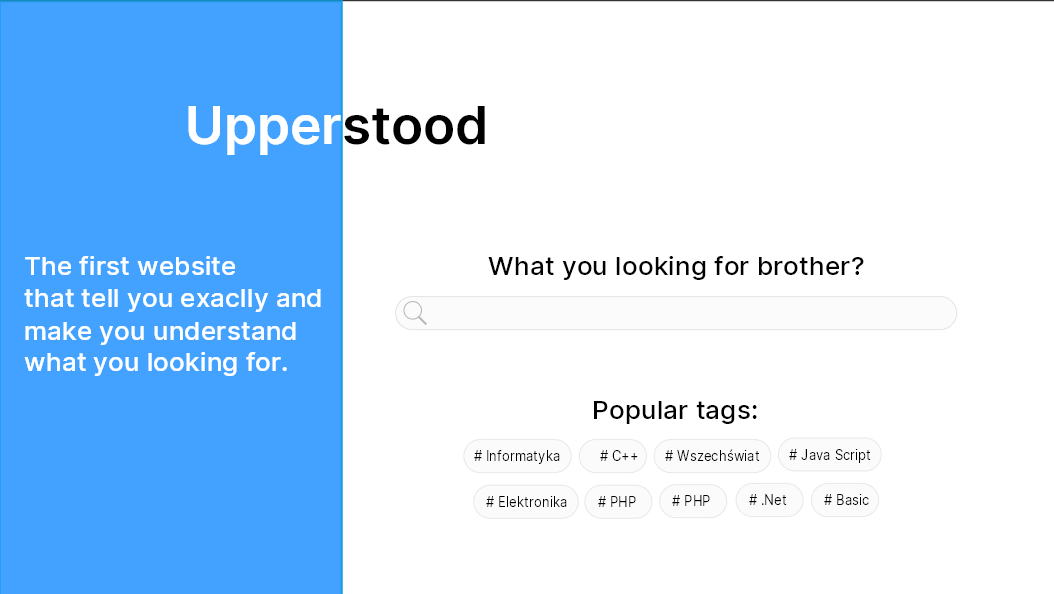 Upperstood
The first website
that tell you exaclly and
make you understand
what you looking for.
What you looking for brother?
Popular tags:
# Informatyka # C++ # Wszechświat # Java Script
# Elektronika # PHP # PHP # .Net # Basic